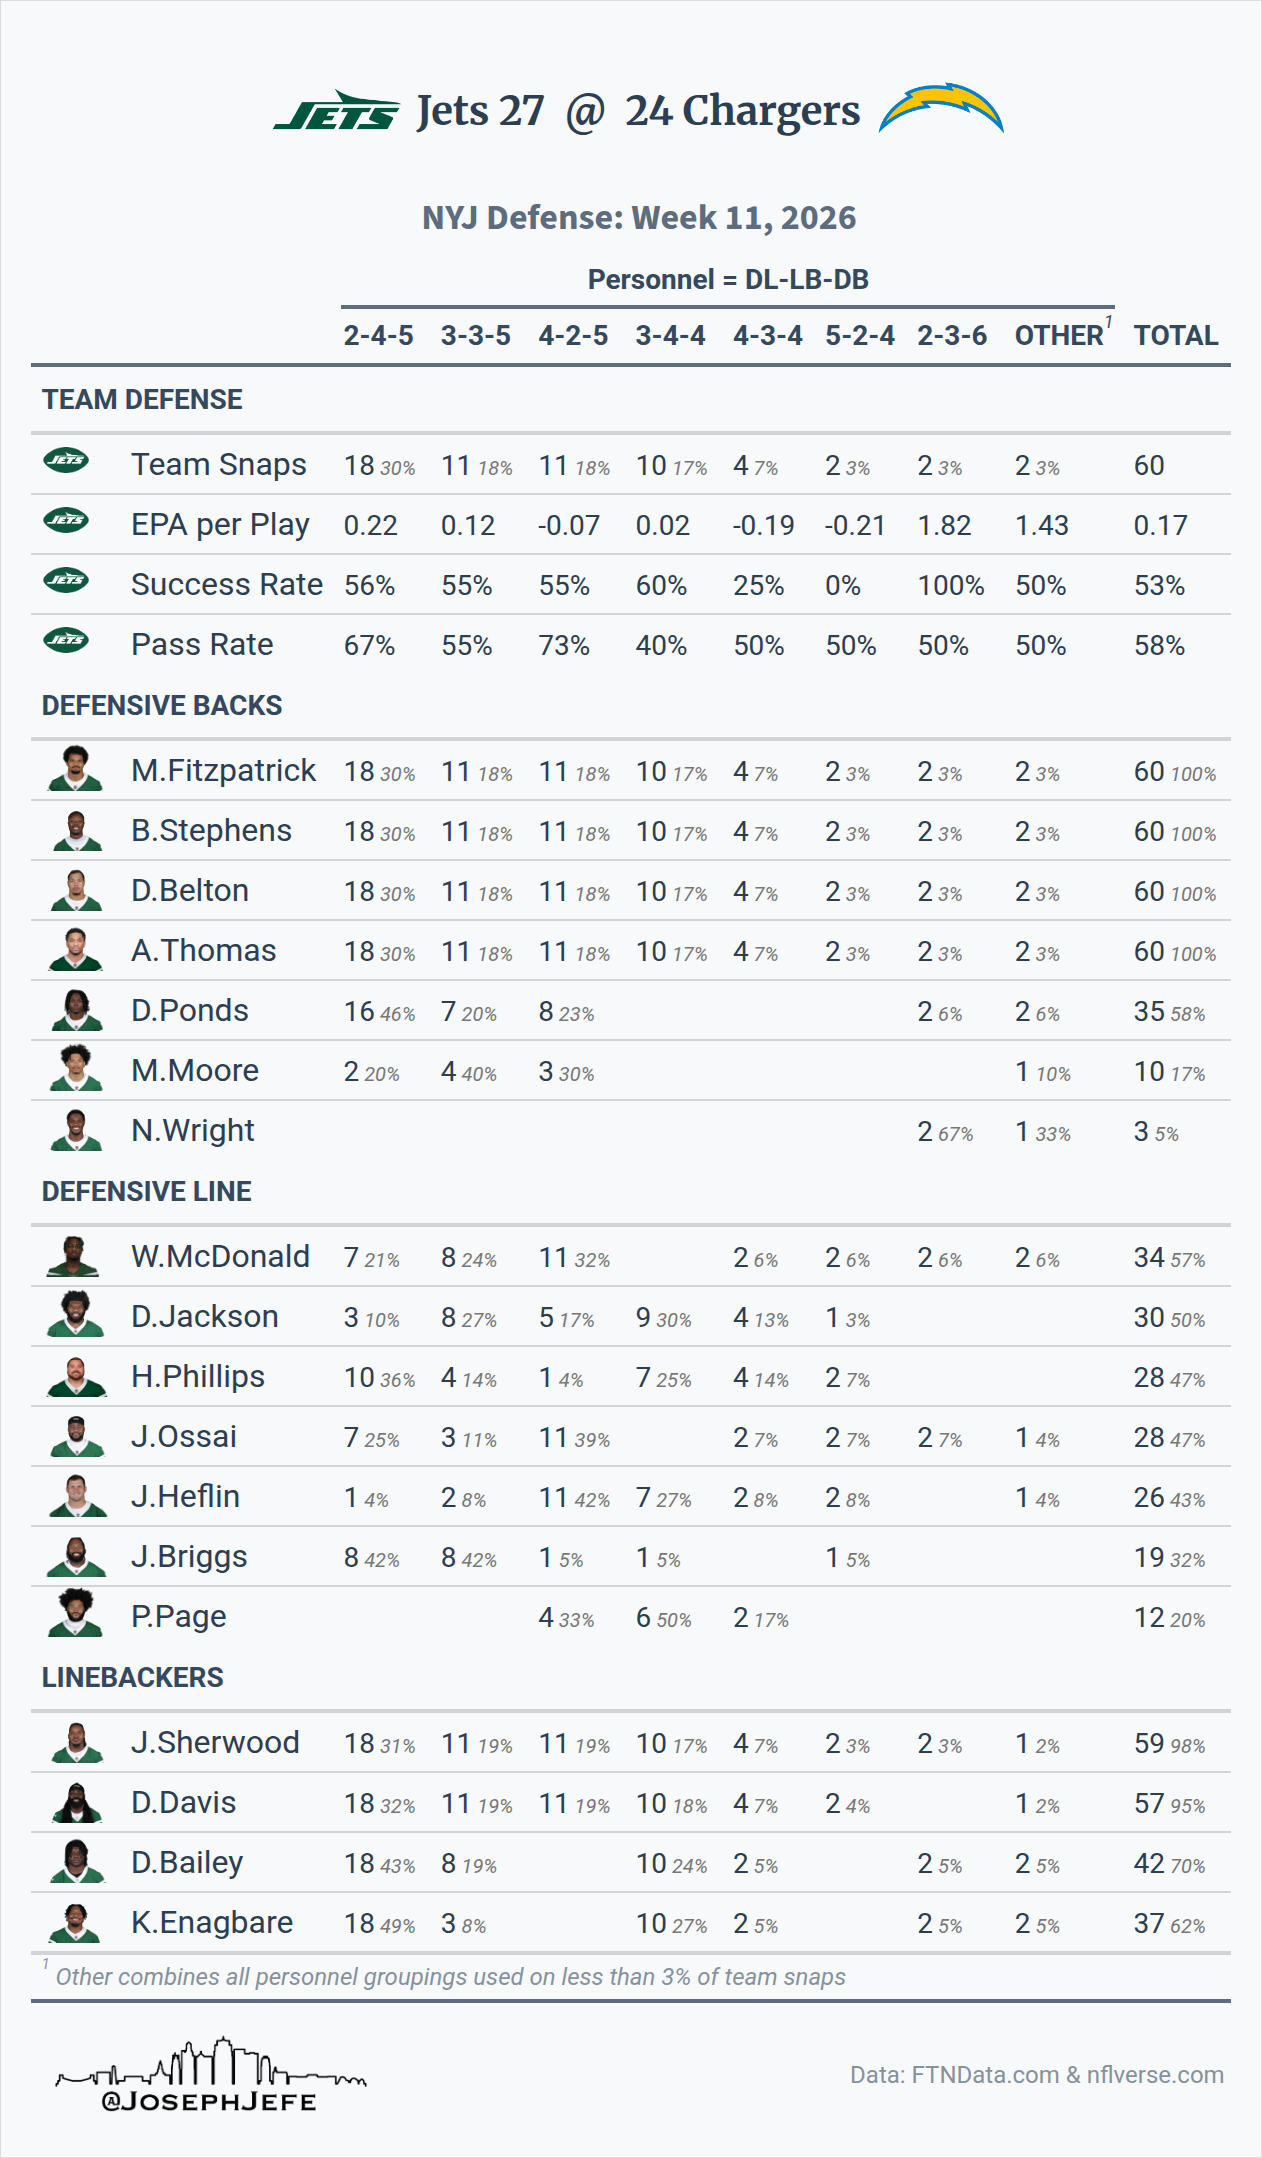 JETS Jets 27 @ 24 Chargers
NYJ Defense: Week 11, 2026
Personnel = DL-LB-DB
2-4-5 3-3-5 4-2-5 3-4-4 4-3-4 5-2-4 2-3-6 OTHER1 TOTAL
TEAM DEFENSE
JETS Team Snaps 18 30% 11 18% 11 18% 10 17% 4 7% 2 3% 2 3% 2 3% 60
JETS EPA per Play 0.22 0.12 -0.07 0.02 -0.19 -0.21 1.82 1.43 0.17
JETS Success Rate 56% 55% 55% 60% 25% 0% 100% 50% 53%
JETS Pass Rate 67% 55% 73% 40% 50% 50% 50% 50% 58%
DEFENSIVE BACKS
M.Fitzpatrick 18 30% 11 18% 11 18% 10 17% 4 7% 2 3% 2 3% 2 3% 60 100%
B.Stephens 18 30% 11 18% 11 18% 10 17% 4 7% 2 3% 2 3% 2 3% 60 100%
D.Belton 18 30% 11 18% 11 18% 10 17% 4 7% 2 3% 2 3% 2 3% 60 100%
A.Thomas 18 30% 11 18% 11 18% 10 17% 4 7% 2 3% 2 3% 2 3% 60 100%
D.Ponds 16 46% 7 20% 8 23% 2 6% 2 6% 35 58%
M.Moore 2 20% 4 40% 3 30% 1 10% 10 17%
N.Wright 2 67% 1 33% 3 5%
DEFENSIVE LINE
W.McDonald 7 21% 8 24% 11 32% 2 6% 2 6% 2 6% 2 6% 34 57%
D.Jackson 3 10% 8 27% 5 17% 9 30% 4 13% 1 3% 30 50%
H.Phillips 10 36% 4 14% 1 4% 7 25% 4 14% 2 7% 28 47%
J.Ossai 7 25% 3 11% 11 39% 2 7% 2 7% 2 7% 1 4% 28 47%
J.Heflin 1 4% 2 8% 11 42% 7 27% 2 8% 2 8% 1 4% 26 43%
J.Briggs 8 42% 8 42% 1 5% 1 5% 1 5% 19 32%
P.Page 4 33% 6 50% 2 17% 12 20%
LINEBACKERS
J.Sherwood 18 31% 11 19% 11 19% 10 17% 4 7% 2 3% 2 3% 1 2% 59 98%
D.Davis 18 32% 11 19% 11 19% 10 18% 4 7% 2 4% 1 2% 57 95%
D.Bailey 18 43% 8 19% 10 24% 2 5% 2 5% 2 5% 42 70%
K.Enagbare 18 49% 3 8% 10 27% 2 5% 2 5% 2 5% 37 62%
1 Other combines all personnel groupings used on less than 3% of team snaps
@JOSEPHJEFE
Data: FTNData.com & nflverse.com